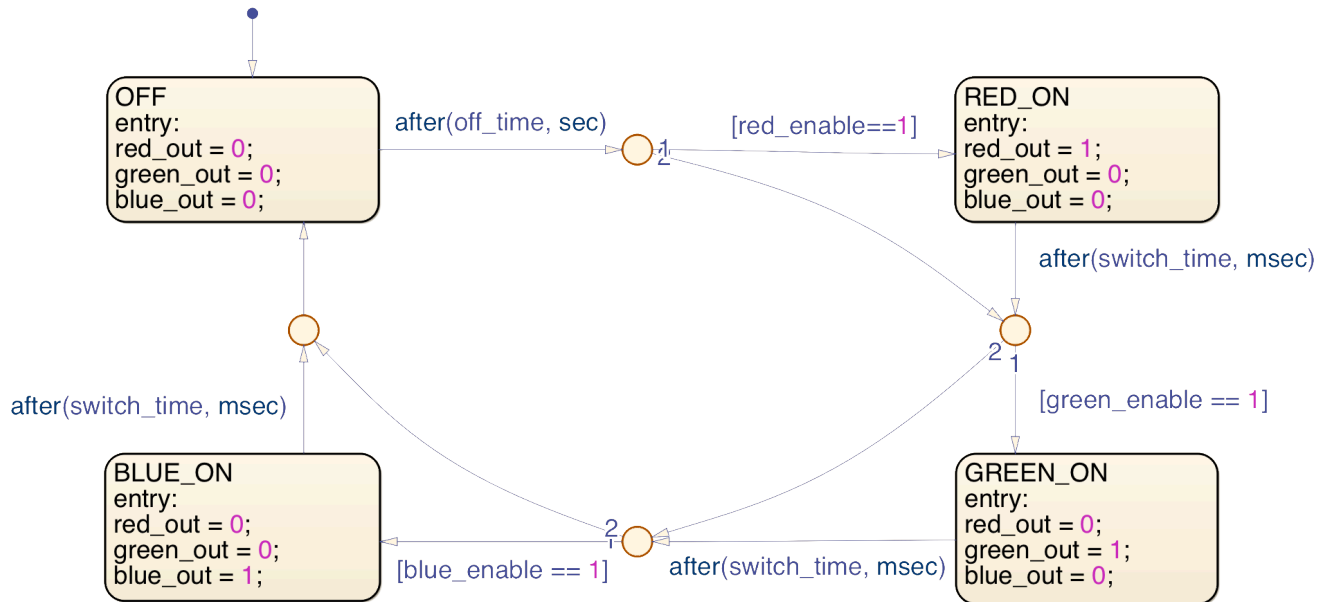 OFF
entry:
red_out = 0;
green_out = 0;
blue_out = 0;
after(off_time, sec)
1
2
[red_enable==1]
RED_ON
entry:
red_out = 1;
green_out = 0;
blue_out = 0;
after(switch_time, msec)
2
1
[green_enable == 1]
after(switch_time, msec)
BLUE_ON
entry:
red_out = 0;
green_out = 0;
blue_out = 1;
2
1
[blue_enable == 1]
after(switch_time, msec)
GREEN_ON
entry:
red_out = 0;
green_out = 1;
blue_out = 0;